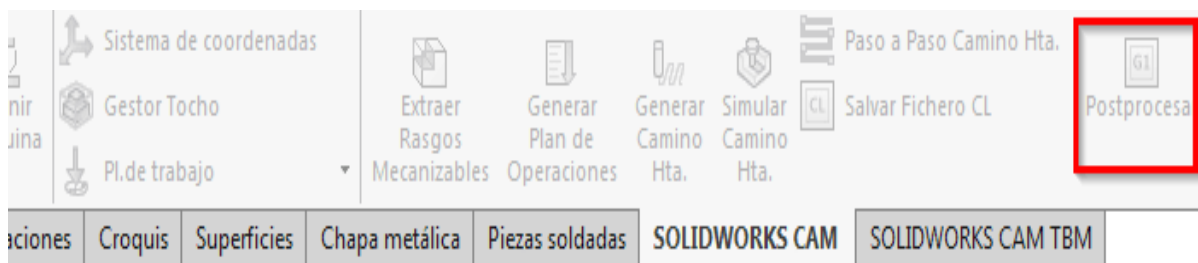 Sistema de coordenadas
Gestor Tocho
Pl.de trabajo
Extraer
Rasgos
Mecanizables
Generar
Plan de
Operaciones
Generar
Camino
Hta.
Simular
Camino
Hta.
Paso a Paso Camino Hta.
CL
Salvar Fichero CL
G1
Postprocesa
nir
uina
aciones
Croquis
Superficies
Chapa metálica
Piezas soldadas
SOLIDWORKS CAM
SOLIDWORKS CAM TBM